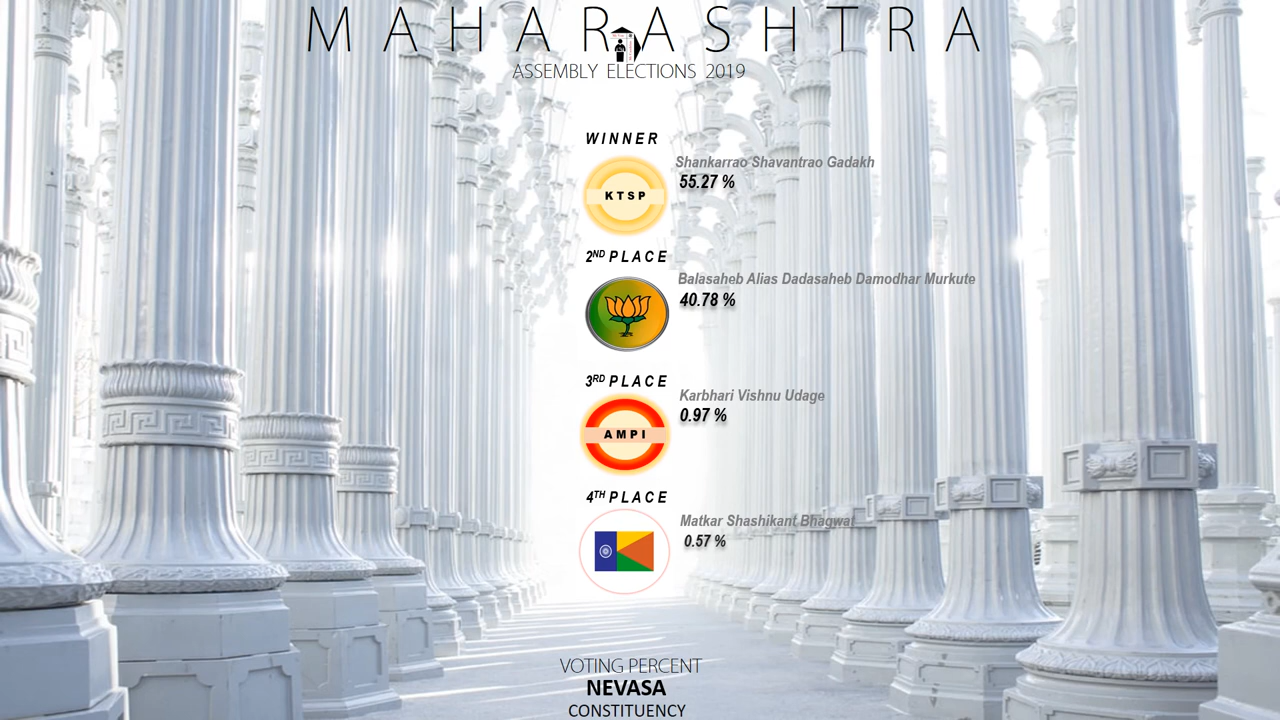 MAHARASHTRA
ASSEMBLY ELECTIONS 2019
WINNER
Shankarrao Shavantrao Gadakh
KTSP
55.27 %
2ND PLACE
Balasaheb Alias Dadasaheb Damodhar Murkute
40.78 %
3RD PLACE
Karbhari Vishnu Udage
0.97 %
AMPI
4TH PLACE
Matkar Shashikant Bhagwat
0.57 %
VOTING PERCENT
NEVASA
CONSTITUENCY